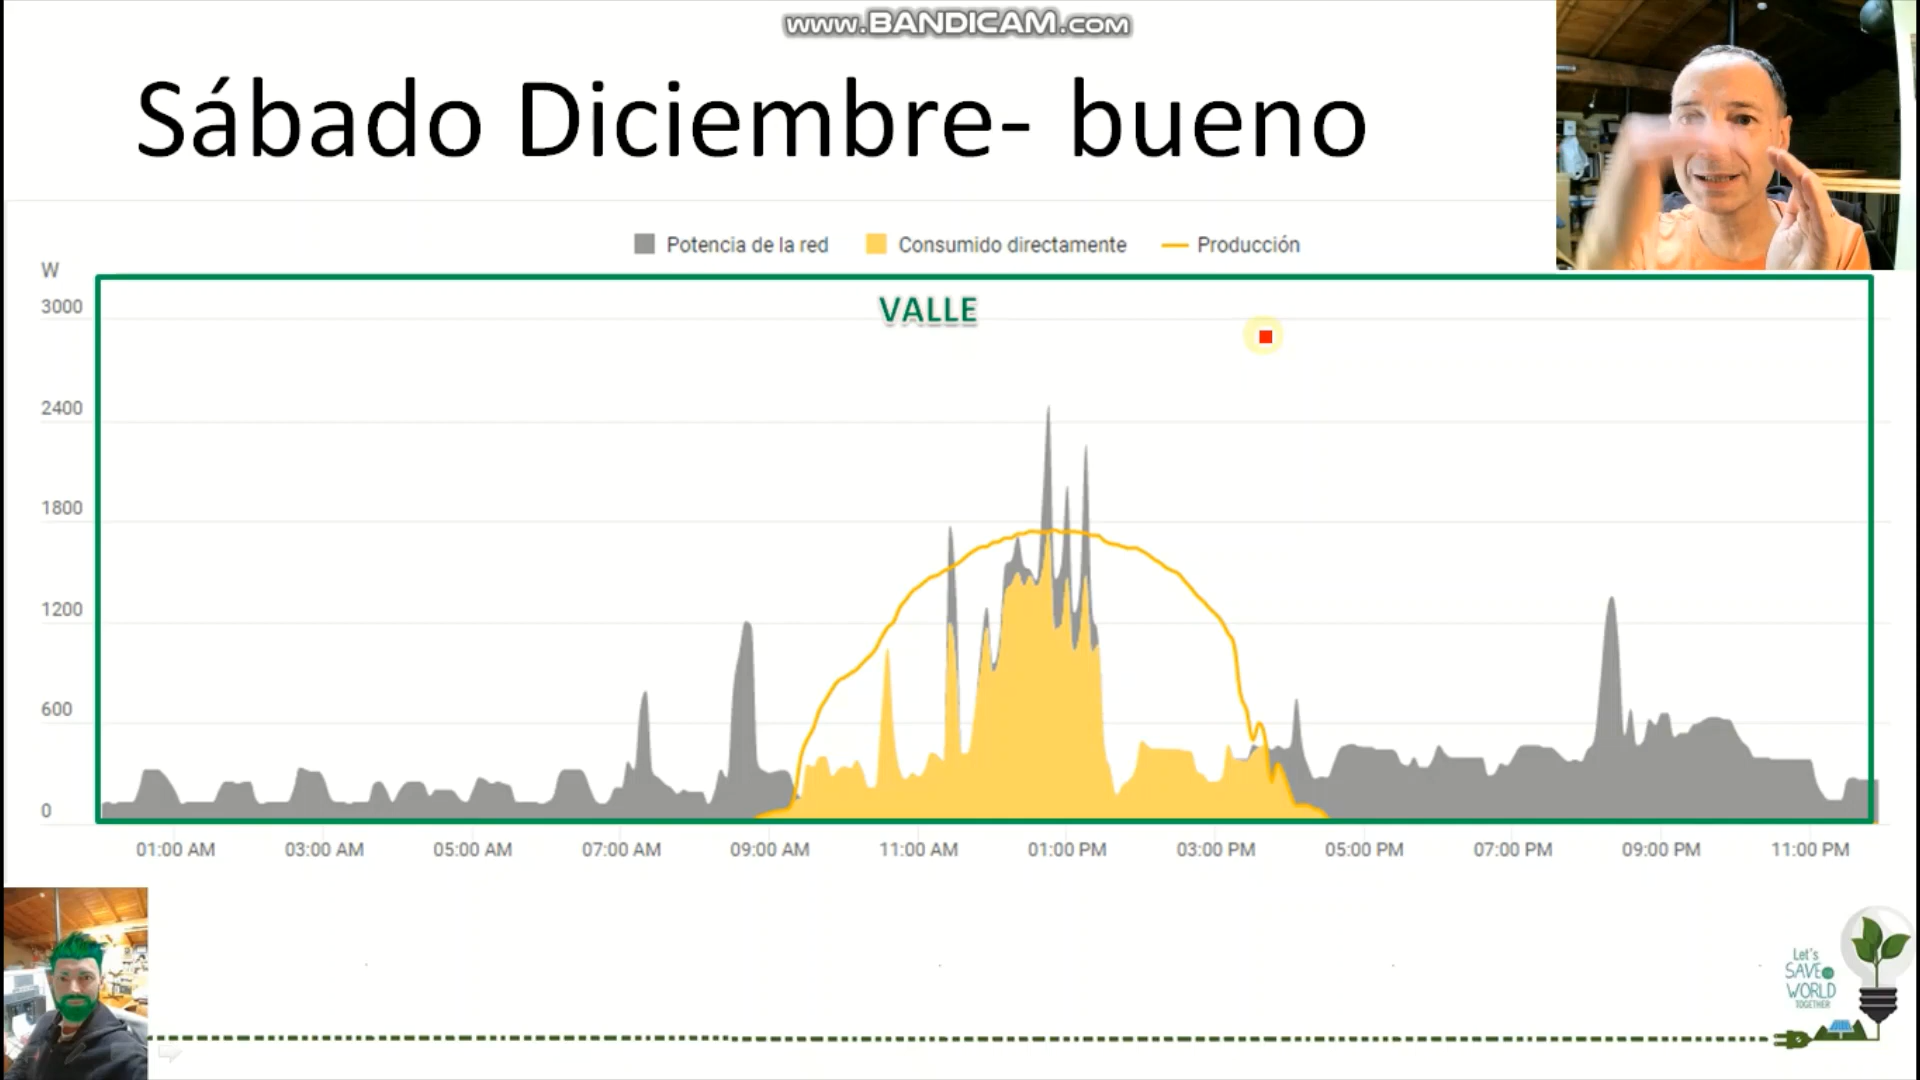 www.BANDICAM.com
Sábado Diciembre- bueno
Potencia de la red
Consumido directamente
Producción
W
VALLE
3000
2400
1800
1200
600
0
01:00 AM
03:00 AM
05:00 AM
07:00 AM
09:00 AM
11:00 AM
01:00 PM
03:00 PM
05:00 PM
07:00 PM
09:00 PM
11:00 PM
Let's
SAVE
WORLD
TOGETHER